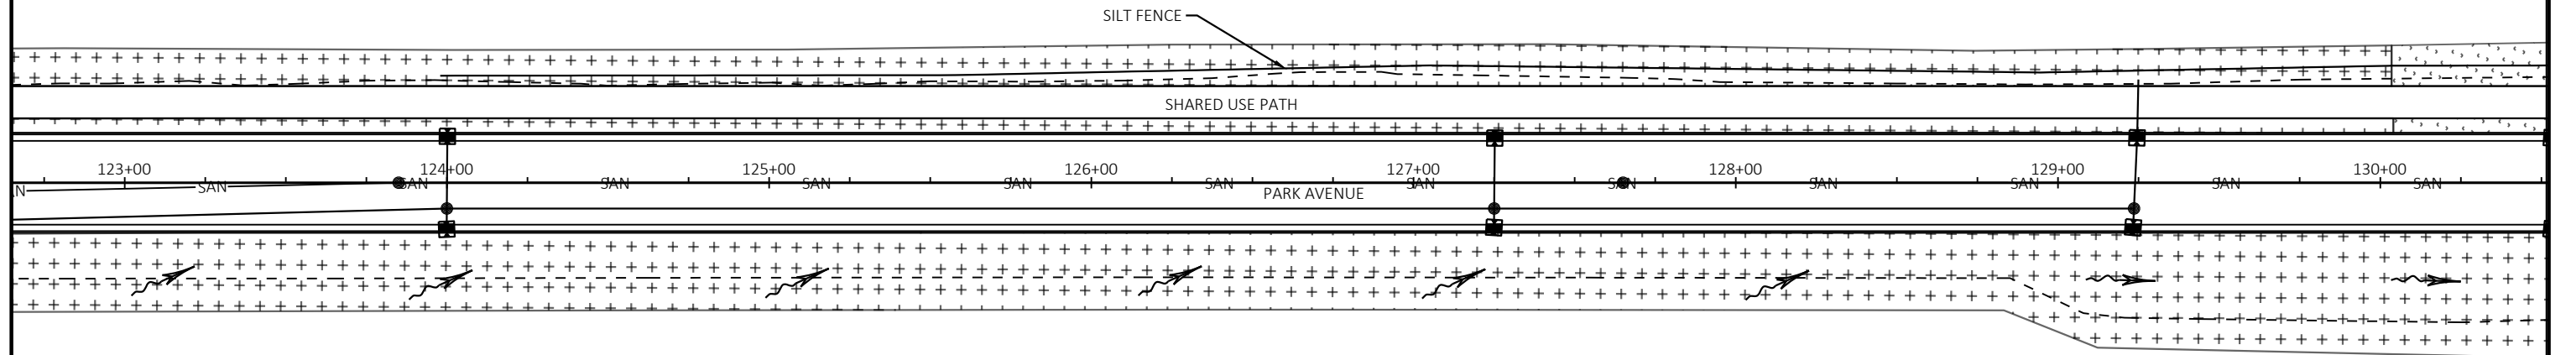 SILT FENCE
SHARED USE PATH
123+00 124+00 125+00 126+00 127+00 128+00 129+00 130+00
N SAN SAN SAN SAN SAN SAN SAN SAN SAN SAN SAN SAN
PARK AVENUE